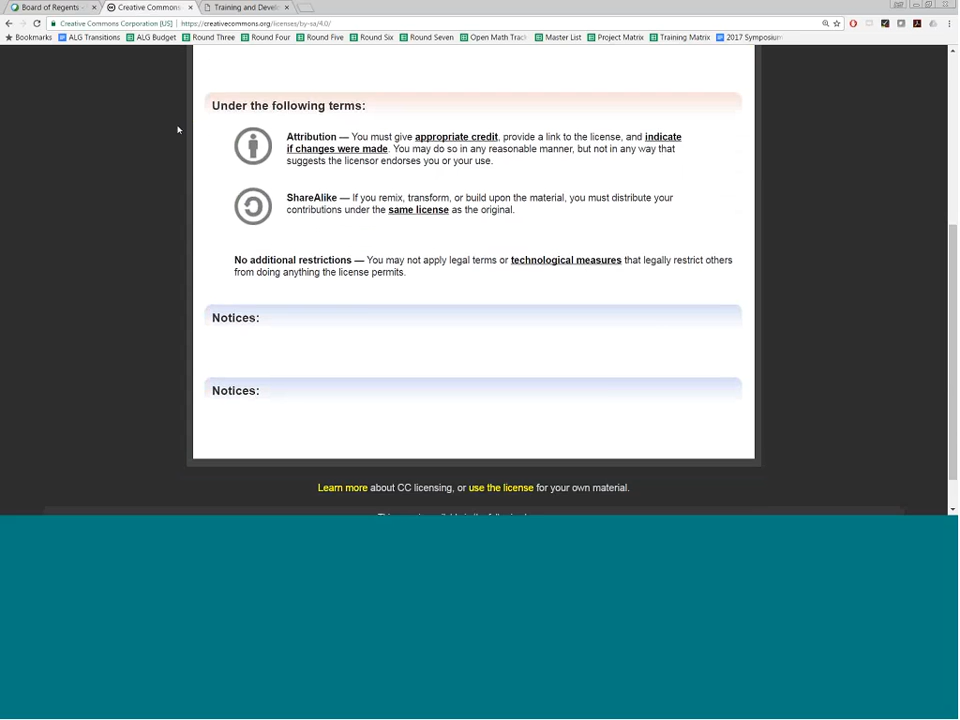 Board of Regents -
Creative Commons
Training and Develo
Creative Commons Corporation [US] https://creativecommons.org/licenses/by-sa/4.0/
Bookmarks ALG Transitions ALG Budget Round Three Round Four Round Five Round Six Round Seven Open Math Track Master List Project Matrix Training Matrix 2017 Symposium
Under the following terms:
Attribution — You must give appropriate credit, provide a link to the license, and indicate
if changes were made. You may do so in any reasonable manner, but not in any way that
suggests the licensor endorses you or your use.
ShareAlike — If you remix, transform, or build upon the material, you must distribute your
contributions under the same license as the original.
No additional restrictions — You may not apply legal terms or technological measures that legally restrict others
from doing anything the license permits.
Notices:
Notices:
Learn more about CC licensing, or use the license for your own material.